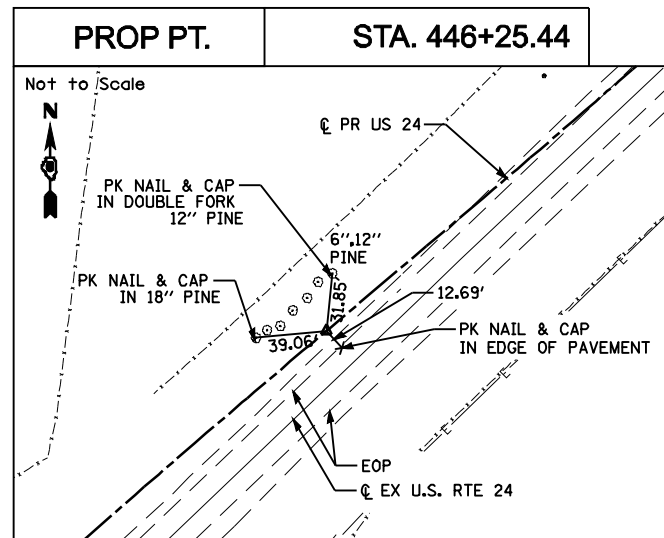 PROP PT.
STA. 446+25.44
Not to Scale
N
℄ PR US 24
PK NAIL & CAP
IN DOUBLE FORK
12" PINE
6",12"
PINE
PK NAIL & CAP
IN 18" PINE
31.85'
12.69'
39.06'
PK NAIL & CAP
IN EDGE OF PAVEMENT
EOP
℄ EX U.S. RTE 24